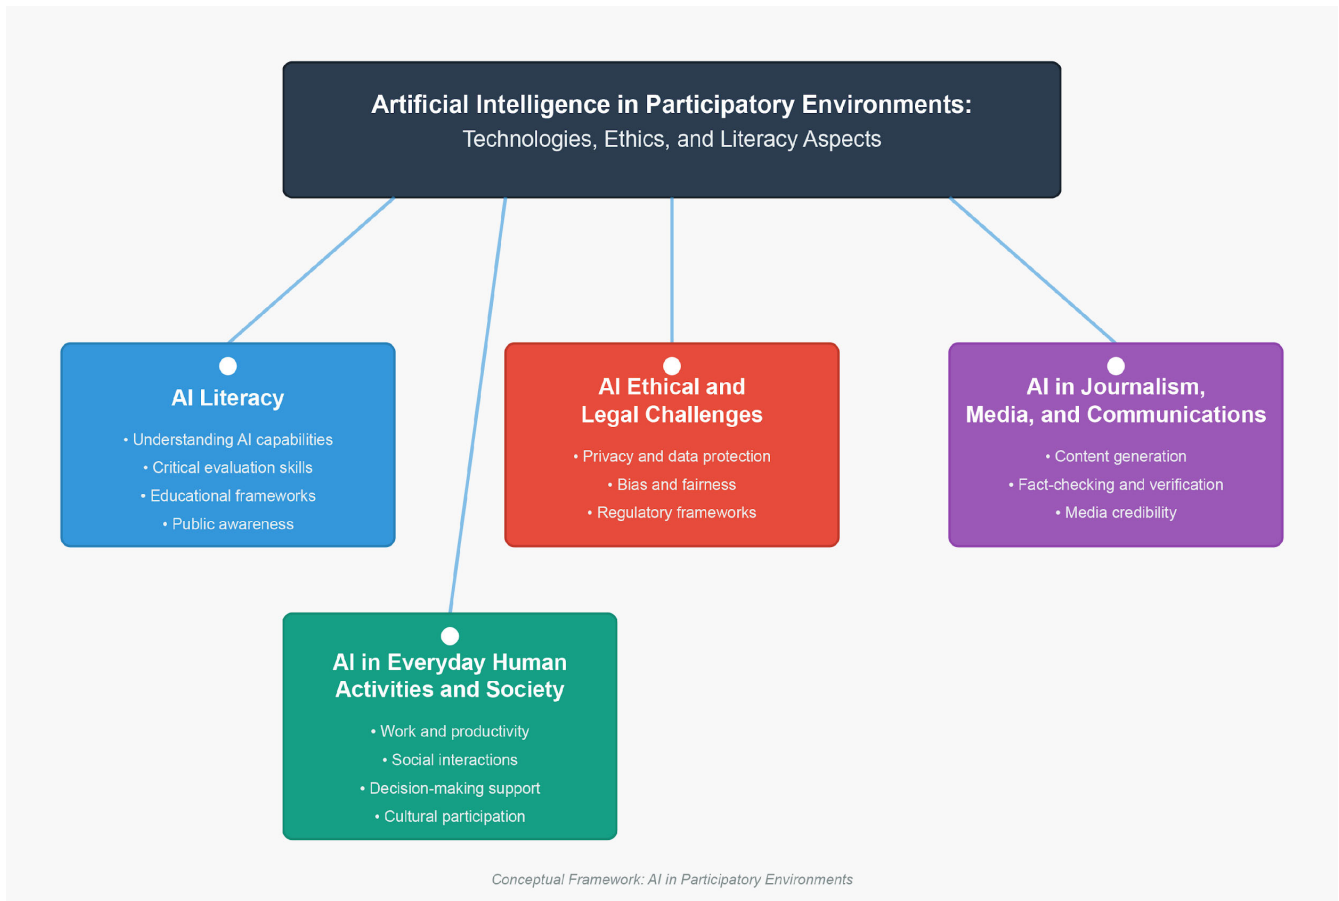 Artificial Intelligence in Participatory Environments:
Technologies, Ethics, and Literacy Aspects
AI Literacy
• Understanding AI capabilities
• Critical evaluation skills
• Educational frameworks
• Public awareness
AI Ethical and
Legal Challenges
• Privacy and data protection
• Bias and fairness
• Regulatory frameworks
AI in Journalism,
Media, and Communications
• Content generation
• Fact-checking and verification
• Media credibility
AI in Everyday Human
Activities and Society
• Work and productivity
• Social interactions
• Decision-making support
• Cultural participation
Conceptual Framework: AI in Participatory Environments